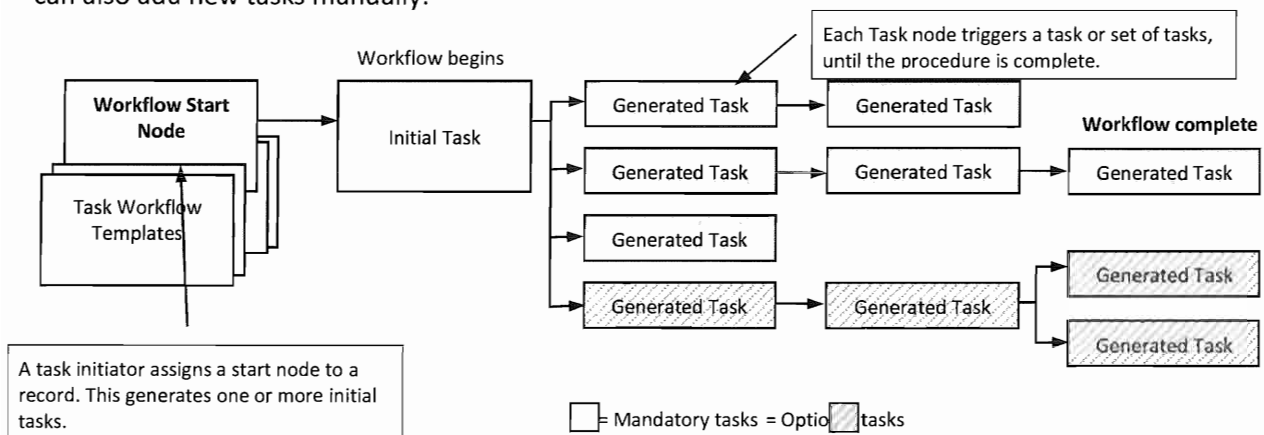 can also add new tasks manually.
Each Task node triggers a task or set of tasks,
until the procedure is complete.
Workflow begins
Workflow Start
Node
Initial Task
Generated Task
Generated Task
Workflow complete
Generated Task
Generated Task
Generated Task
Task Workflow
Templates
Generated Task
Generated Task
Generated Task
Generated Task
Generated Task
A task initiator assigns a start node to a
record. This generates one or more initial
tasks.
= Mandatory tasks = Optio tasks